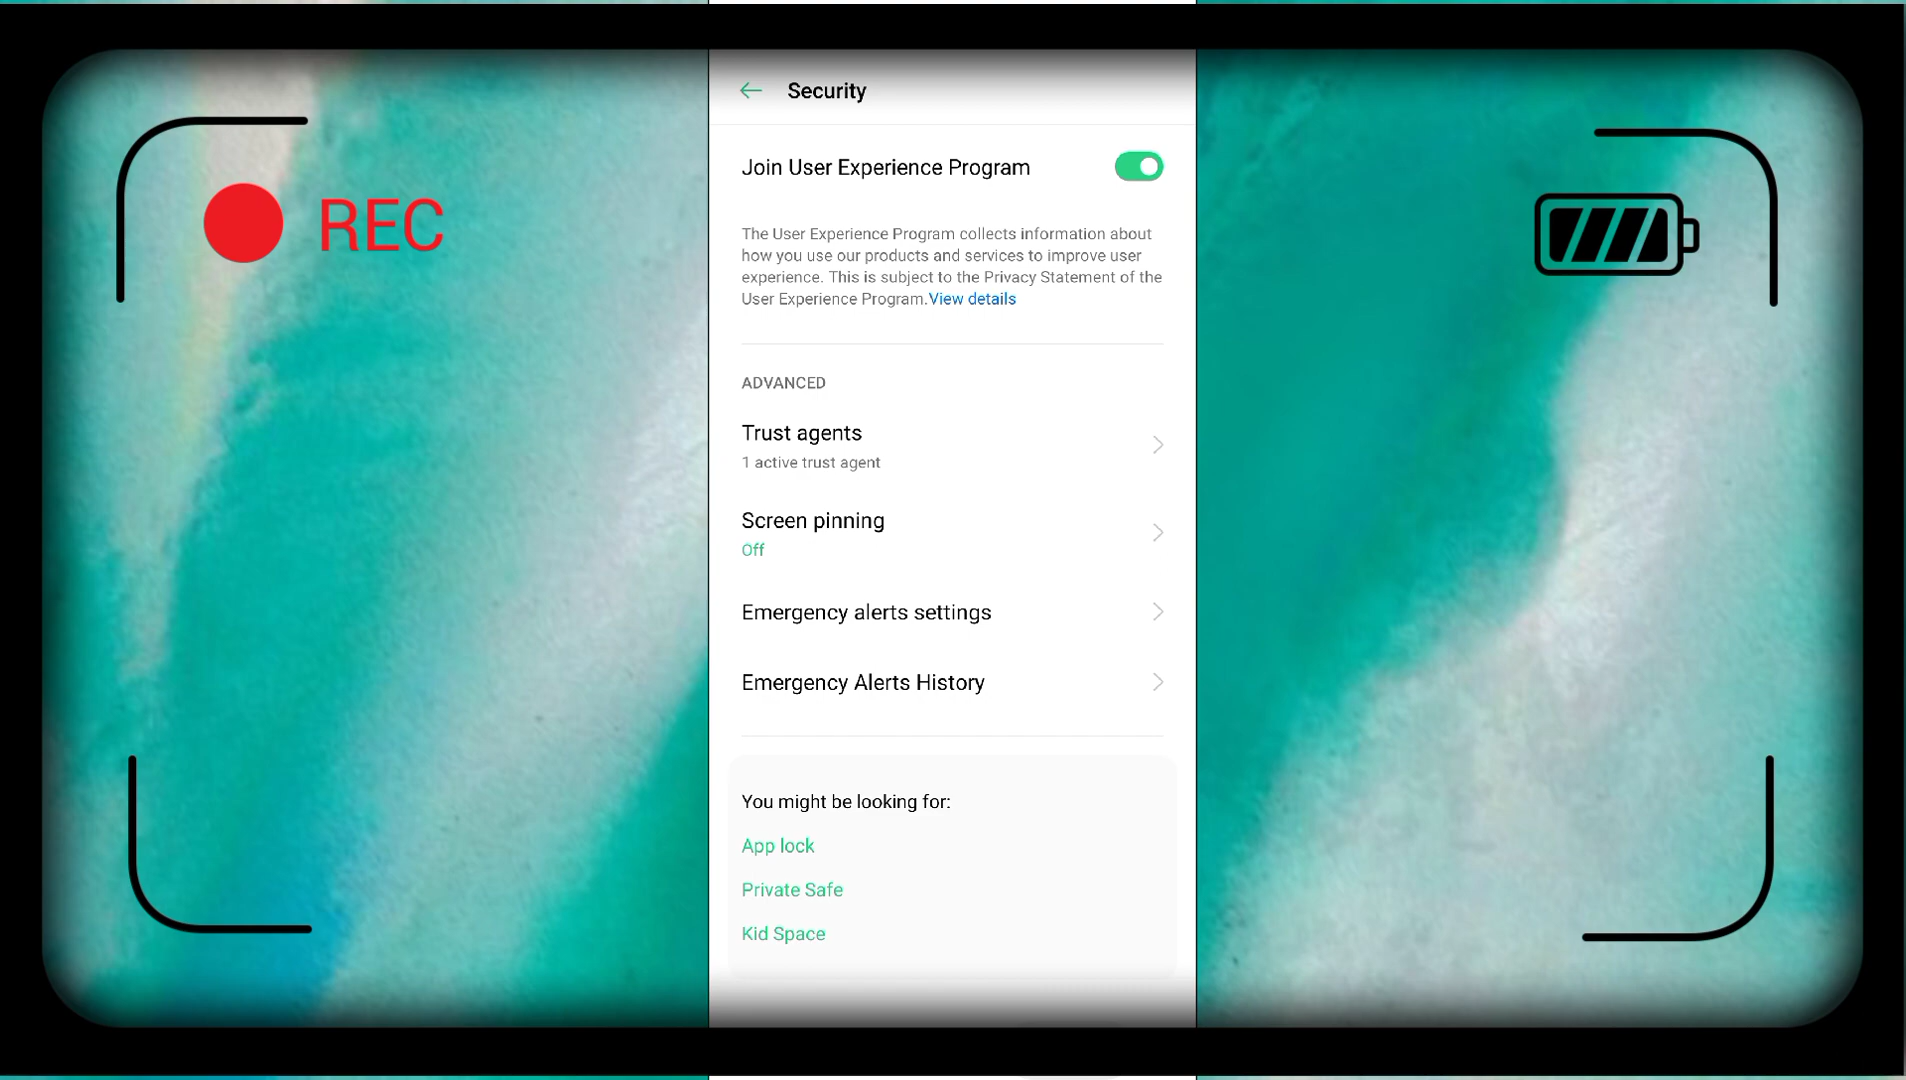 REC
Security
Join User Experience Program
The User Experience Program collects information about
how you use our products and services to improve user
experience. This is subject to the Privacy Statement of the
User Experience Program.View details
ADVANCED
Trust agents
1 active trust agent
Screen pinning
Off
Emergency alerts settings
Emergency Alerts History
You might be looking for:
App lock
Private Safe
Kid Space